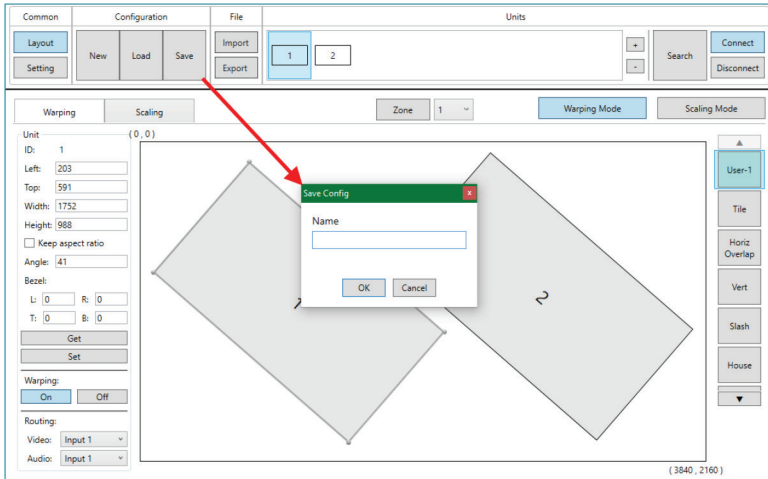 Common
Configuration
File
Units
Layout
Setting
New
Load
Save
Import
Export
1
2
+
-
Search
Connect
Disconnect
Warping
Scaling
Zone
1
Warping Mode
Scaling Mode
Unit
(0, 0)
ID: 1
Left: 203
Top: 591
Width: 1752
Height: 988
Keep aspect ratio
Angle: 41
Bezel:
L: 0 R: 0
T: 0 B: 0
Get
Set
Warping:
On Off
Routing:
Video: Input 1
Audio: Input 1
Save Config
x
Name
OK Cancel
2
User-1
Tile
Horiz
Overlap
Vert
Slash
House
(3840, 2160)